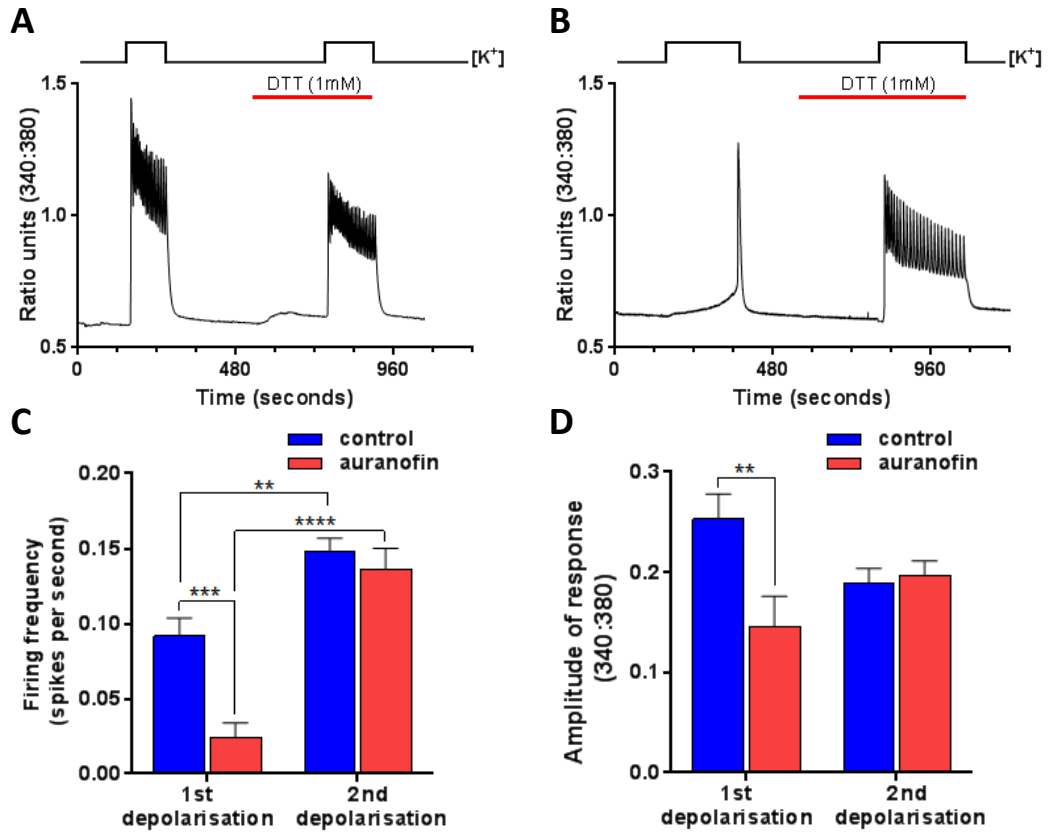 A
[K+]
DTT (1mM)
1.5
1.0
0.5
Ratio units (340:380)
0
480
960
Time (seconds)
B
[K+]
DTT (1mM)
1.5
1.0
0.5
Ratio units (340:380)
0
480
960
Time (seconds)
C
control
auranofin
0.20
0.15
0.10
0.05
0.00
Firing frequency
(spikes per second)
**
****
***
1st
depolarisation
2nd
depolarisation
D
control
auranofin
0.3
0.2
0.1
0.0
Amplitude of response
(340:380)
**
1st
depolarisation
2nd
depolarisation